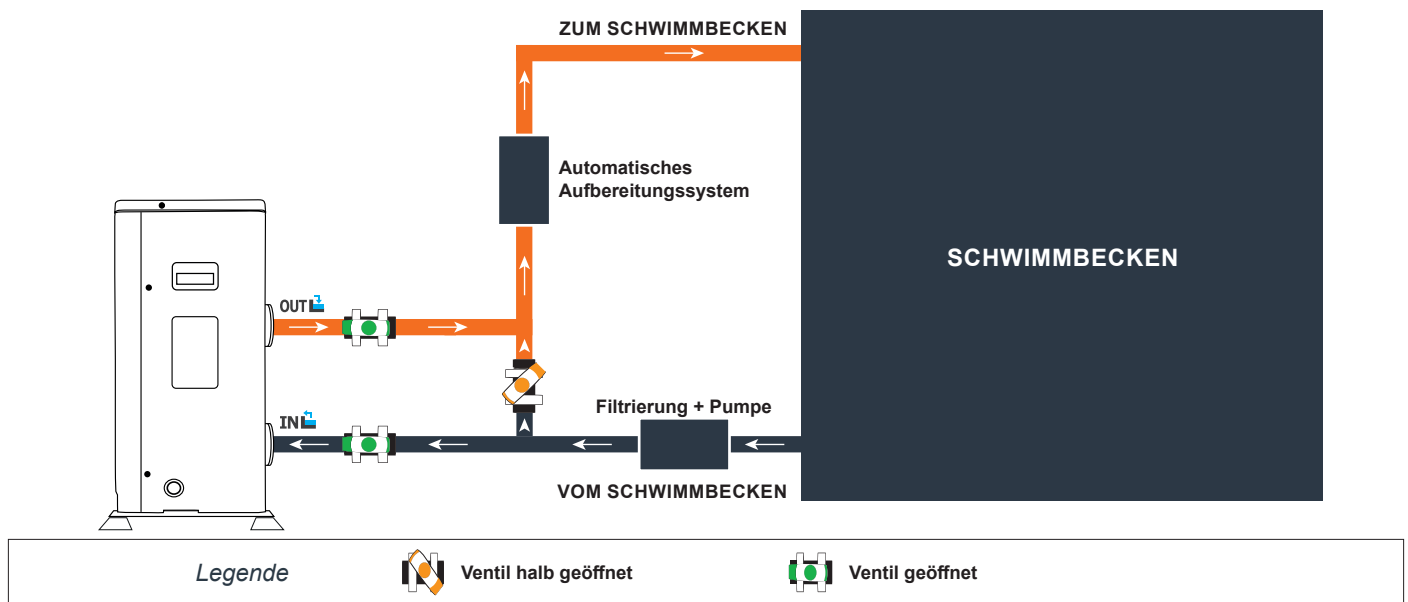 ZUM SCHWIMMBECKEN
Automatisches
Aufbereitungssystem
SCHWIMMBECKEN
OUT
IN
Filtrierung + Pumpe
VOM SCHWIMMBECKEN
Legende
Ventil halb geöffnet
Ventil geöffnet